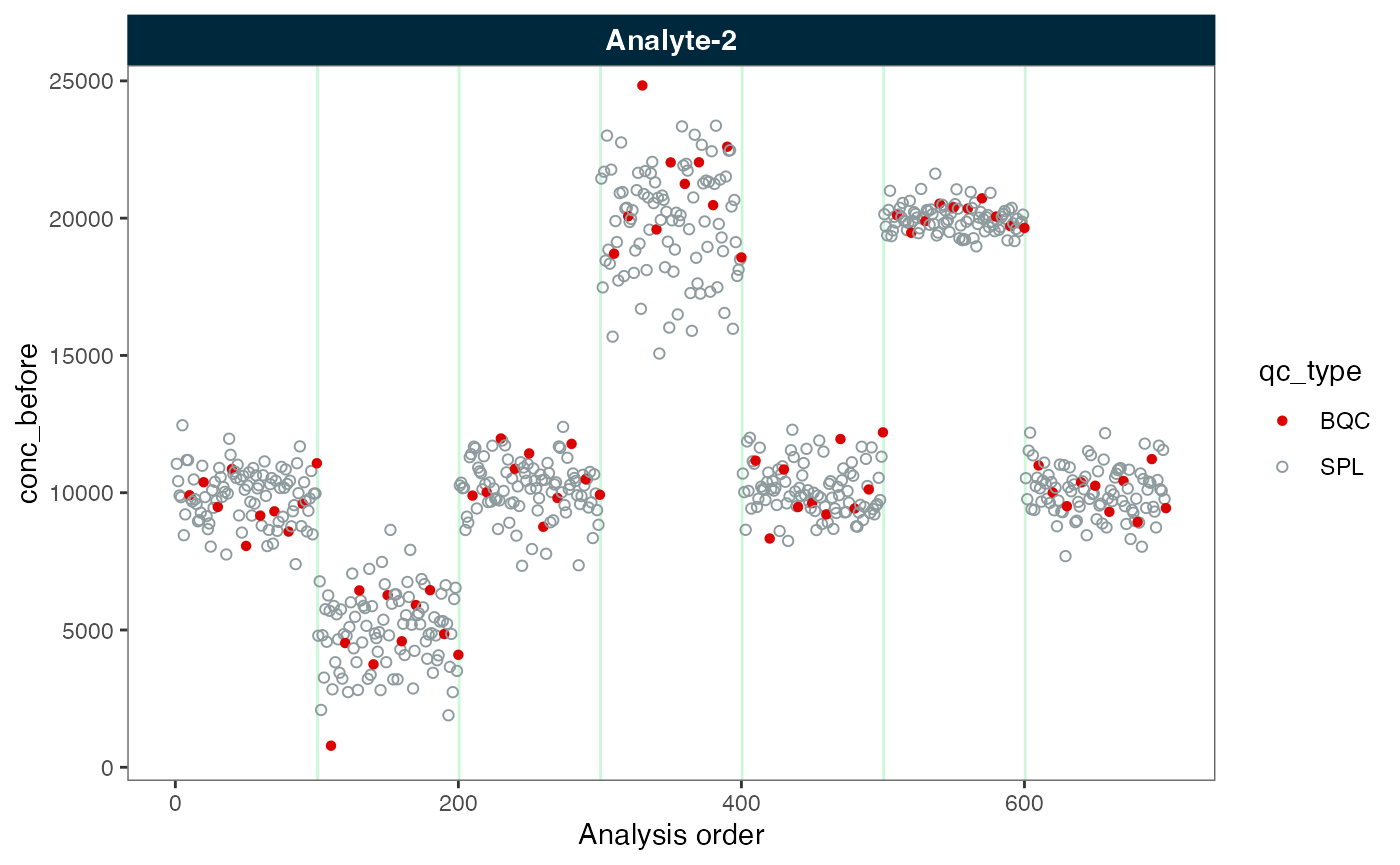 Analyte-2
25000
20000
15000
10000
5000
0
conc_before
0 200 400 600
Analysis order
qc_type
BQC
SPL